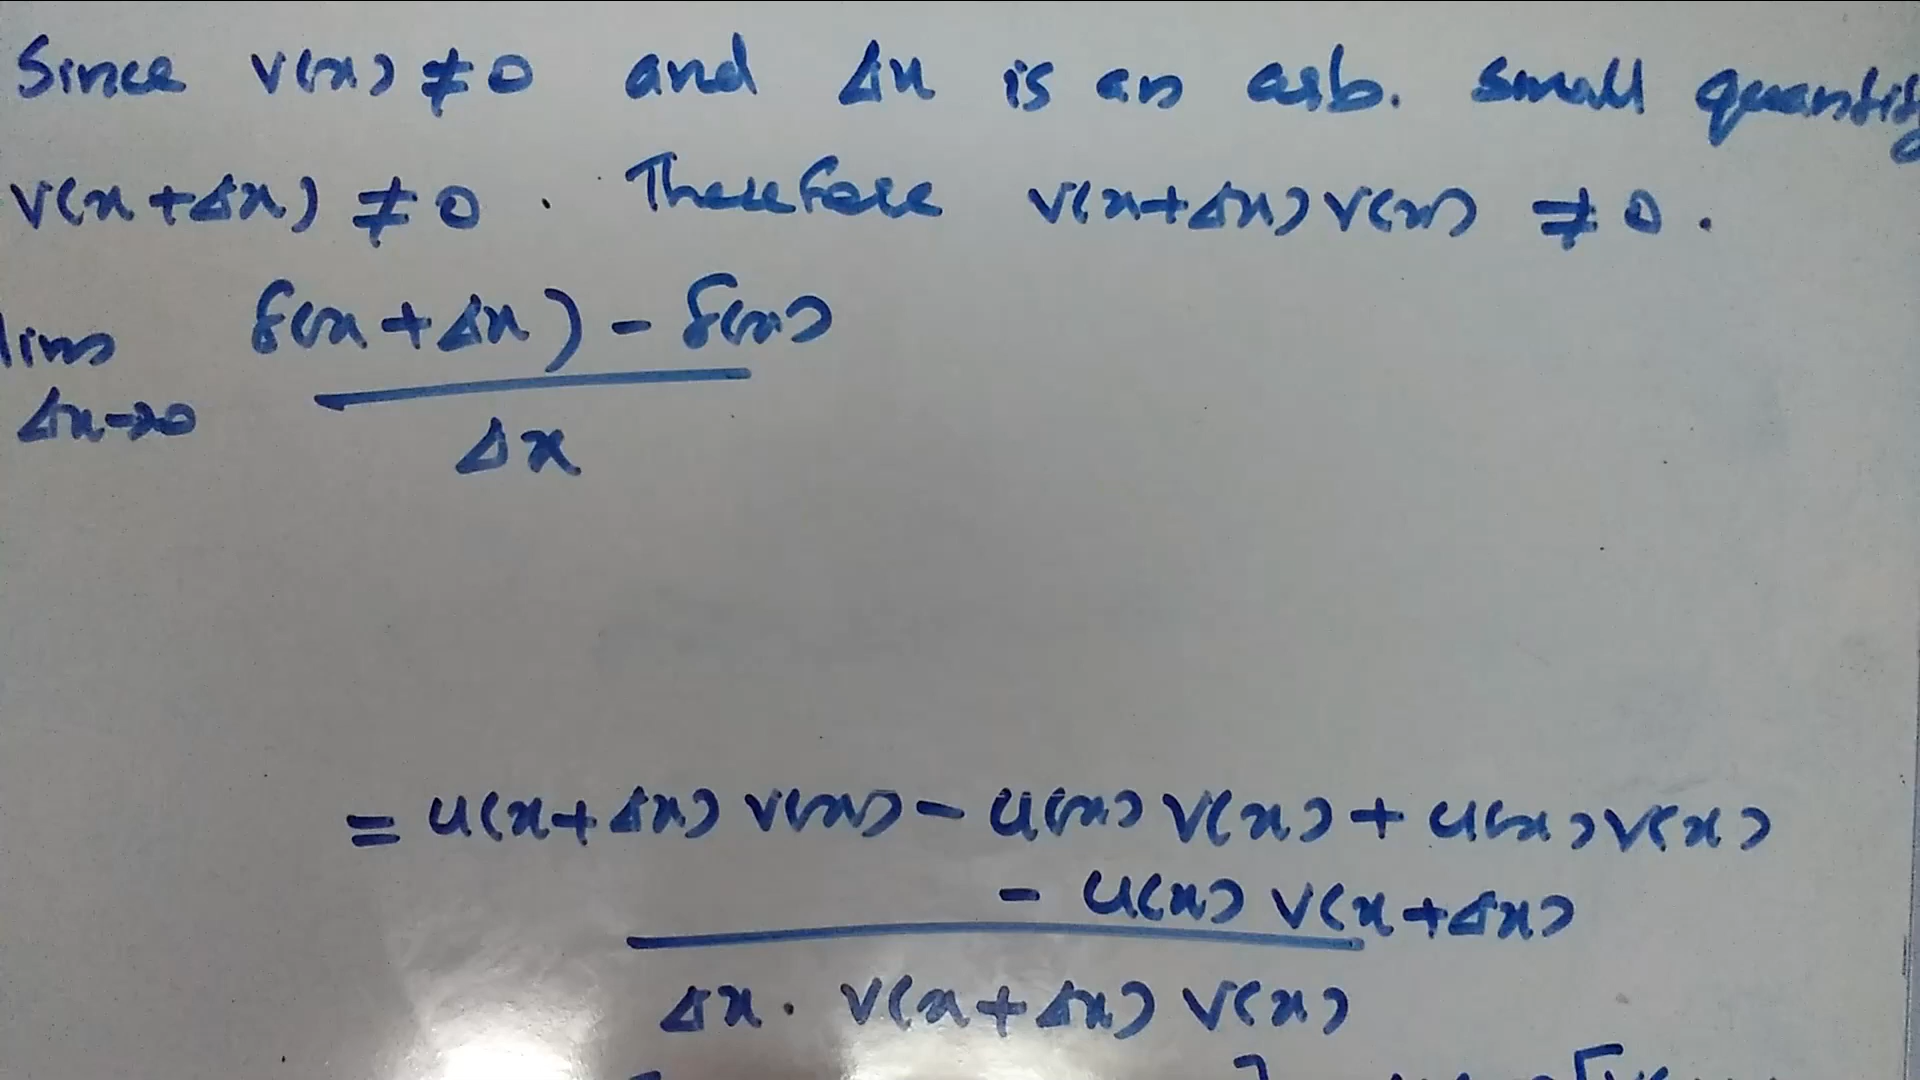 Since v(x) ≠ 0 and Δx is an arb. small quantity
v(x+Δx) ≠ 0. Therefore v(x+Δx) v(x) ≠ 0.
lim f(x+Δx) - f(x)
Δx→0
Δx
= u(x+Δx) v(x) - u(x) v(x) + u(x) v(x)
- u(x) v(x+Δx)
Δx. v(x+Δx) v(x)